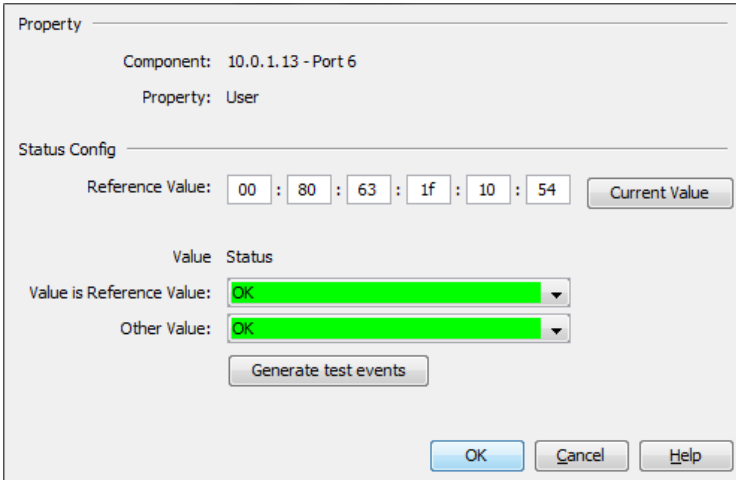 Property
Component: 10.0.1.13 - Port 6
Property: User
Status Config
Reference Value: 00 : 80 : 63 : 1f : 10 : 54 Current Value
Value Status
Value is Reference Value: OK
Other Value: OK
Generate test events
OK Cancel Help